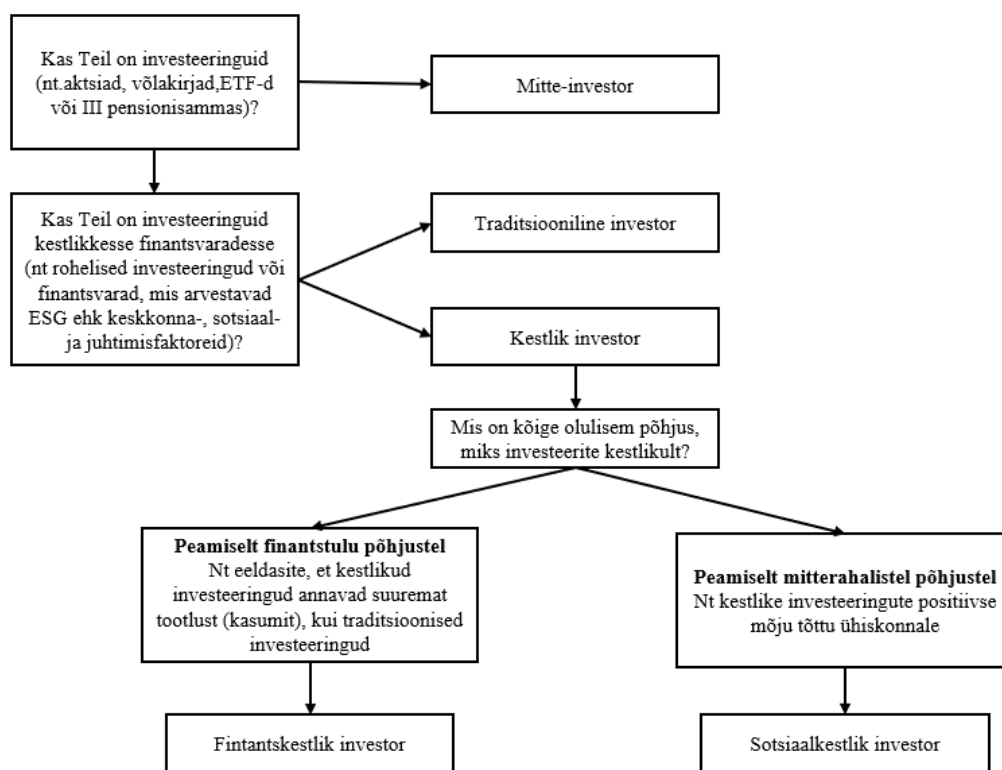 Kas Teil on investeeringuid
(nt.aktsiad, võlakirjad,ETF-d
või III pensionisammas)?
Mitte-investor
Kas Teil on investeeringuid
kestlikkesse finantsvaradesse
(nt rohelised investeeringud või
finantsvarad, mis arvestavad
ESG ehk keskkonna-, sotsiaal-
ja juhtimisfaktoreid)?
Traditsiooniline investor
Kestlik investor
Mis on kõige olulisem põhjus,
miks investeerite kestlikult?
Peamiselt finantstulu põhjustel
Nt eeldasite, et kestlikud
investeeringud annavad suuremat
tootlust (kasumit), kui traditsioonised
investeeringud
Peamiselt mitterahalistel põhjustel
Nt kestlike investeeringute positiivse
mõju tõttu ühiskonnale
Fintantskestlik investor
Sotsiaalkestlik investor